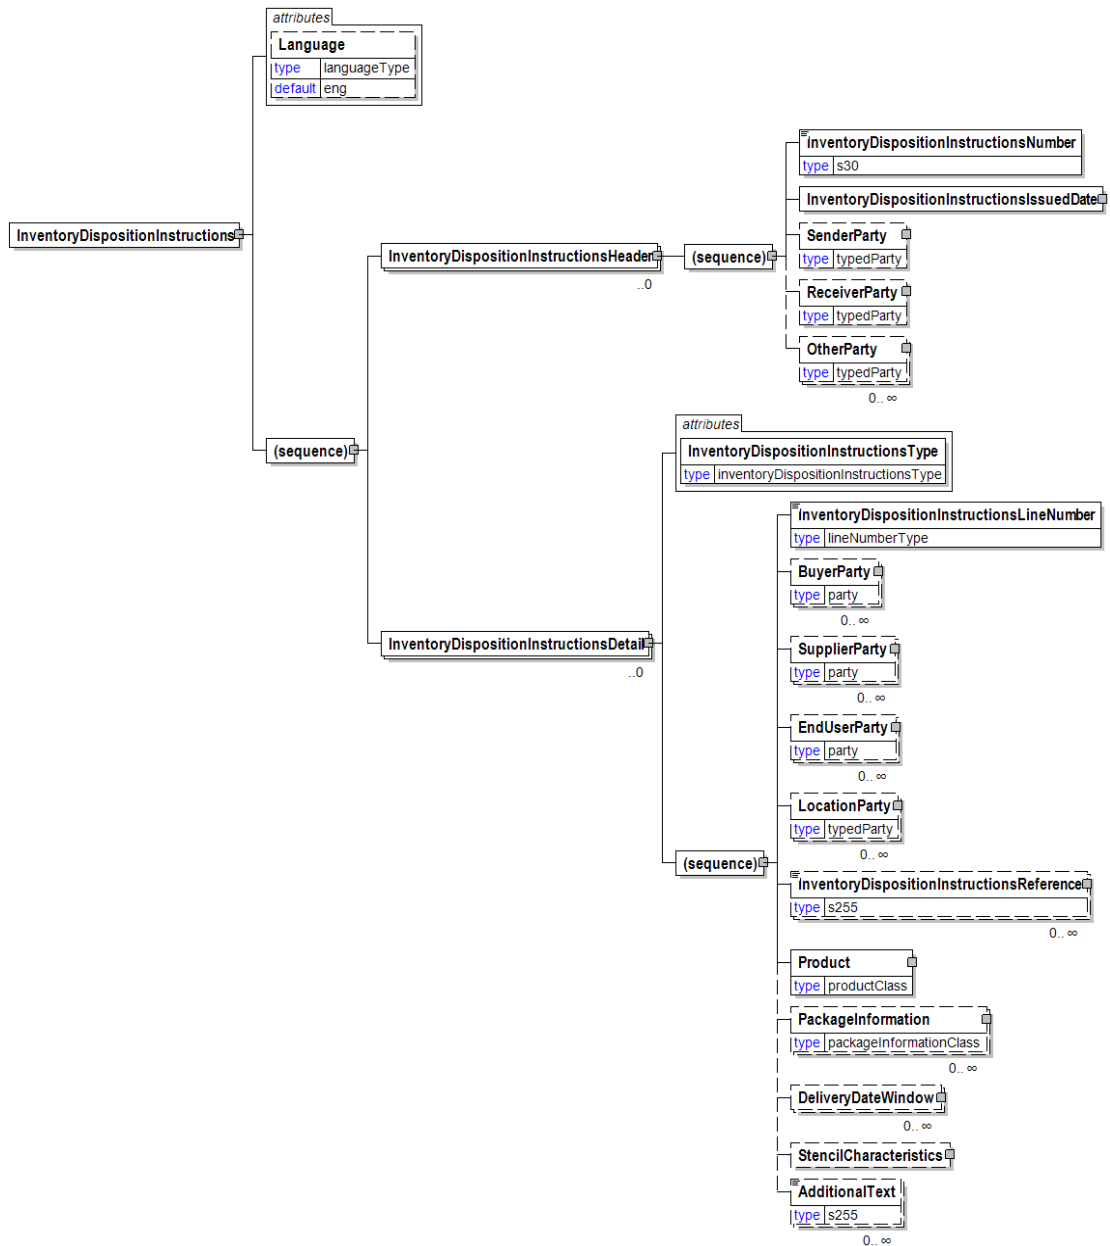 attributes
Language
type languageType
default eng
InventoryDispositionInstructions
InventoryDispositionInstructionsHeader
..0
(sequence)
InventoryDispositionInstructionsNumber
type s30
InventoryDispositionInstructionsIssuedDate
SenderParty
type typedParty
ReceiverParty
type typedParty
OtherParty
type typedParty
0.. ∞
(sequence)
InventoryDispositionInstructionsDetail
..0
attributes
InventoryDispositionInstructionsType
type inventoryDispositionInstructionsType
(sequence)
InventoryDispositionInstructionsLineNumber
type lineNumberType
BuyerParty
type party
0.. ∞
SupplierParty
type party
0.. ∞
EndUserParty
type party
0.. ∞
LocationParty
type typedParty
0.. ∞
InventoryDispositionInstructionsReference
type s255
0.. ∞
Product
type productClass
PackageInformation
type packageInformationClass
0.. ∞
DeliveryDateWindow
0.. ∞
StencilCharacteristics
AdditionalText
type s255
0.. ∞